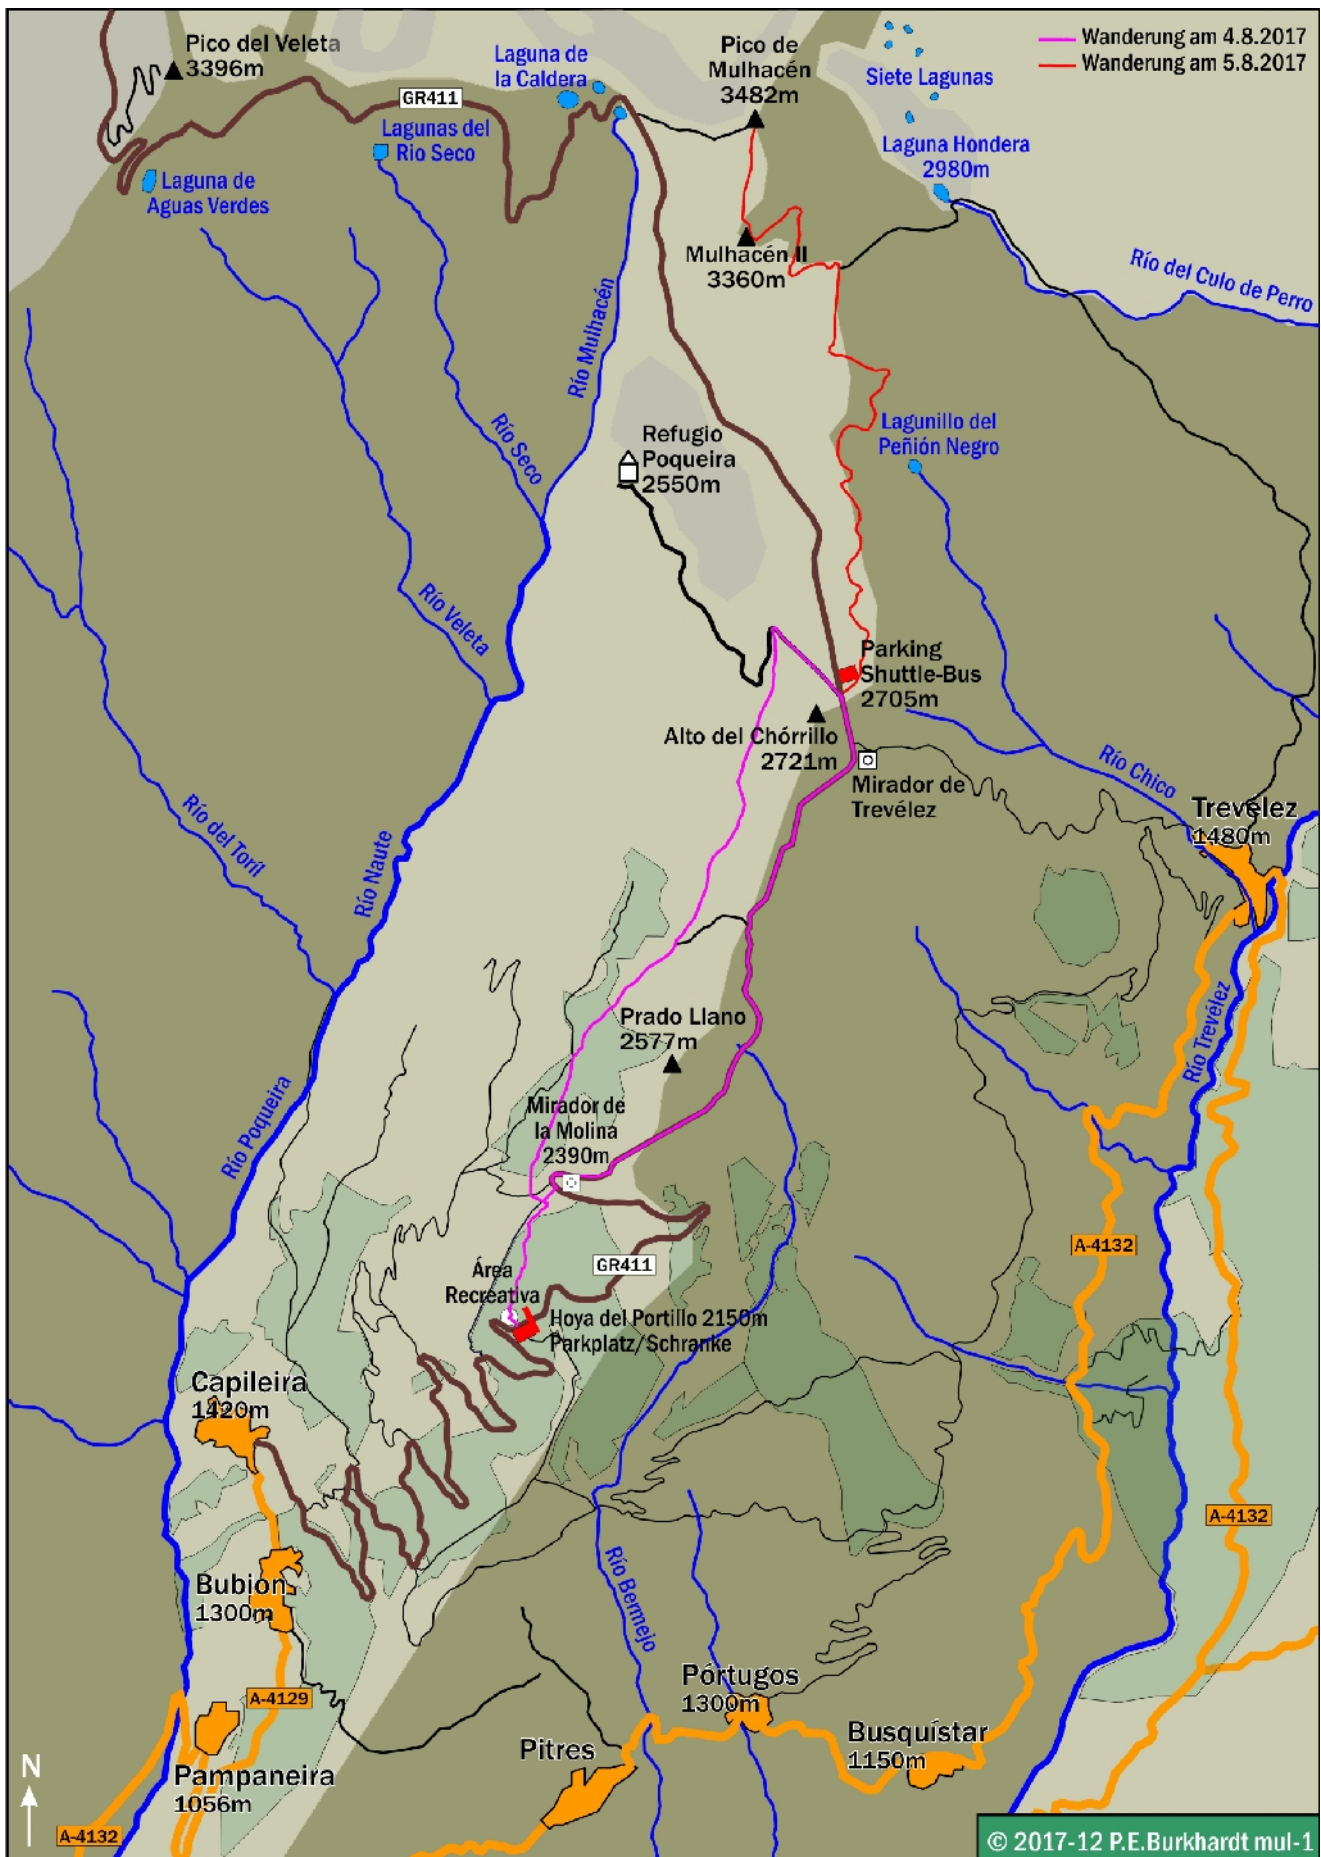 Pico del Veleta
3396m
Laguna de
la Caldera
Pico de
Mulhacén
3482m
Wanderung am 4.8.2017
Wanderung am 5.8.2017
Siete Lagunas
GR411
Lagunas del
Rio Seco
Laguna Hondera
2980m
Laguna de
Aguas Verdes
Mulhacén II
3360m
Río del Culo de Perro
Río Mulhacén
Río Seco
Refugio
Poqueira
2550m
Lagunillo del
Peñión Negro
Río Veleta
Parking
Shuttle-Bus
2705m
Alto del Chórrillo
2721m
Mirador de
Trevélez
Río Chico
Trevélez
1480m
Río del Toríl
Río Naute
Prado Llano
2577m
Río Trevélez
Río Poqueira
Mirador de
la Molina
2390m
A-4132
GR411
Área
Recreativa
Hoya del Portillo 2150m
Parkplatz/Schranke
Capileira
1420m
A-4132
Bubion
1300m
Río Bermejo
A-4129
Pórtugos
1300m
Busquístar
1150m
Pitres
N
Pampaneira
1056m
A-4132
© 2017-12 P.E.Burkhardt mul-1